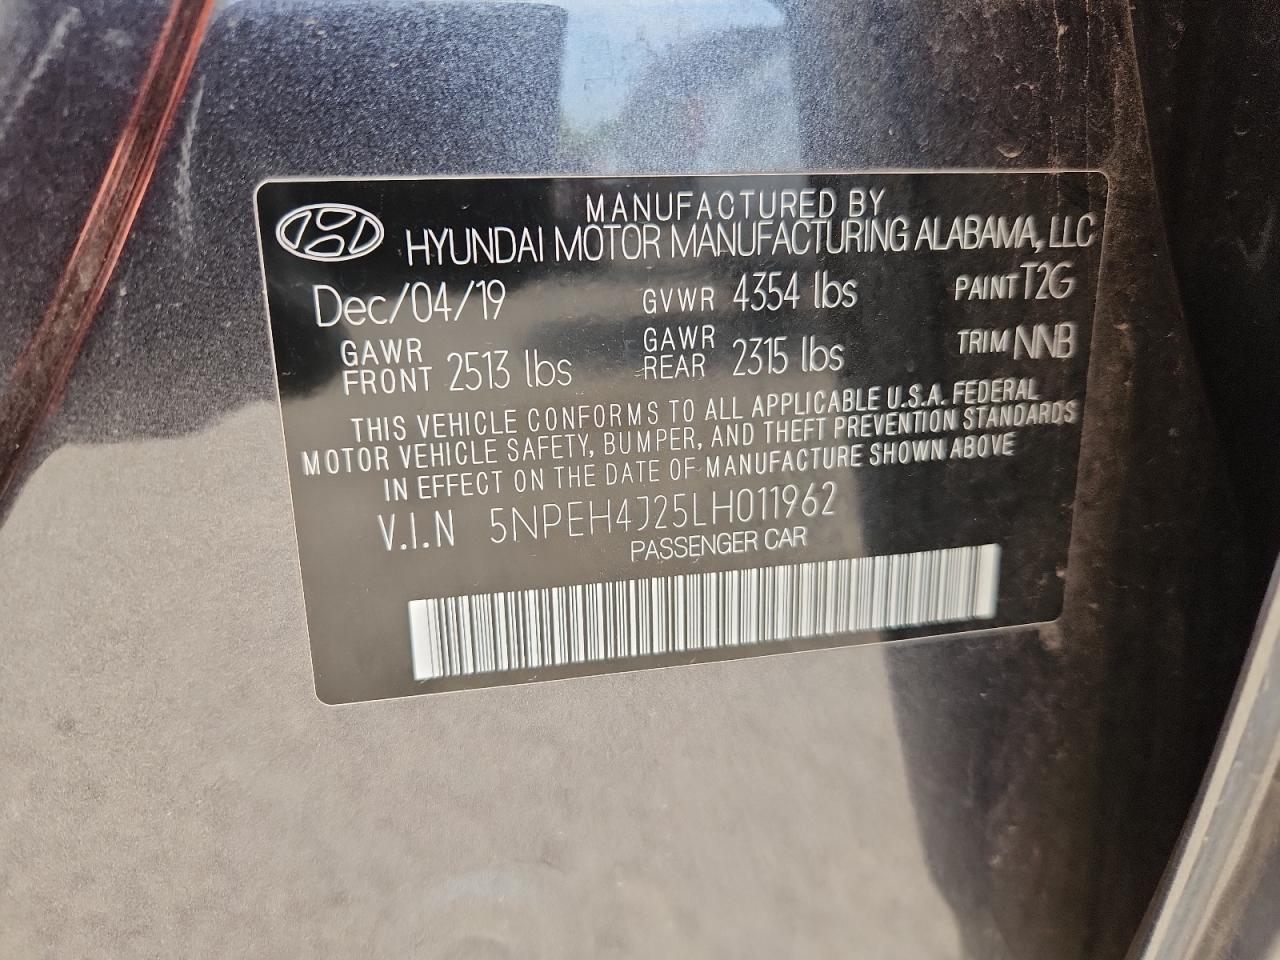 MANUFACTURED BY
HYUNDAI MOTOR MANUFACTURING ALABAMA, LLC
Dec/04/19 GVWR 4354 lbs PAINT T2G
GAWR FRONT 2513 lbs GAWR REAR 2315 lbs TRIM NNB
THIS VEHICLE CONFORMS TO ALL APPLICABLE U.S.A. FEDERAL
MOTOR VEHICLE SAFETY, BUMPER, AND THEFT PREVENTION STANDARDS
IN EFFECT ON THE DATE OF MANUFACTURE SHOWN ABOVE
V.I.N 5NPEH4J25LH011962
PASSENGER CAR